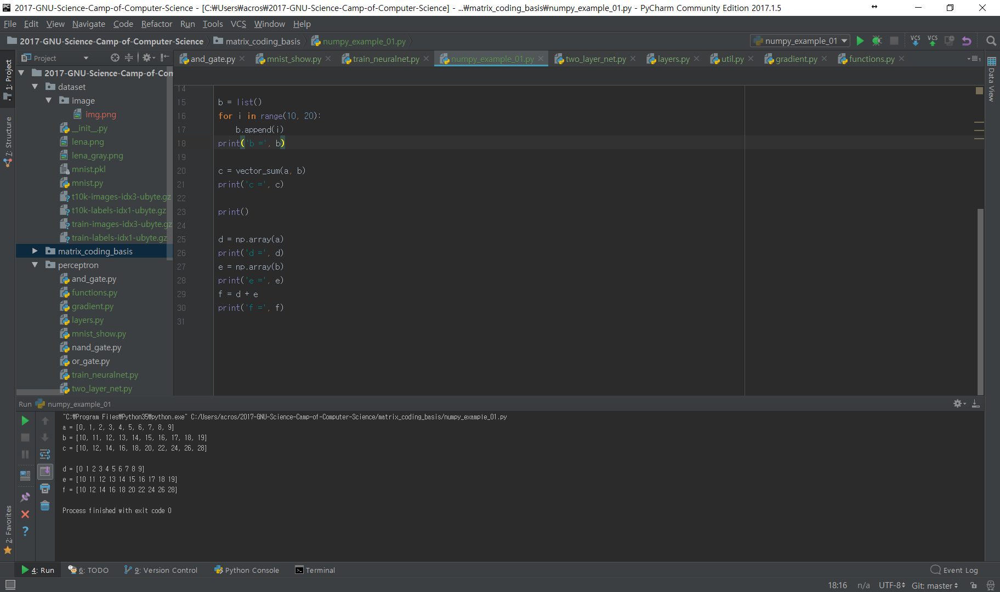 2017-GNU-Science-Camp-of-Computer-Science - [C:₩Users₩acros₩2017-GNU-Science-Camp-of-Computer-Science] - ...₩matrix_coding_basis₩numpy_example_01.py - PyCharm Community Edition 2017.1.5
File Edit View Navigate Code Refactor Run Tools VCS Window Help
2017-GNU-Science-Camp-of-Computer-Science matrix_coding_basis numpy_example_01.py numpy_example_01 VCS VCS
Project and_gate.py mnist_show.py train_neuralnet.py numpy_example_01.py two_layer_net.py layers.py util.py gradient.py functions.py
1: Project
7: Structure
2: Favorites
Data View
2017-GNU-Science-Camp-of-Con
dataset
image
img.png
__init__.py
lena.png
lena_gray.png
mnist.pkl
mnist.py
t10k-images-idx3-ubyte.gz
t10k-labels-idx1-ubyte.gz
train-images-idx3-ubyte.gz
train-labels-idx1-ubyte.gz
matrix_coding_basis
perceptron
and_gate.py
functions.py
gradient.py
layers.py
mnist_show.py
nand_gate.py
or_gate.py
train_neuralnet.py
two_layer_net.py
14
15 b = list()
16 for i in range(10, 20):
17 b.append(i)
18 print('b =', b)
19
20 c = vector_sum(a, b)
21 print('c =', c)
22
23 print()
24
25 d = np.array(a)
26 print('d =', d)
27 e = np.array(b)
28 print('e =', e)
29 f = d + e
30 print('f =', f)
31
Run numpy_example_01
"C:₩Program Files₩Python35₩python.exe" C:/Users/acros/2017-GNU-Science-Camp-of-Computer-Science/matrix_coding_basis/numpy_example_01.py
a = [0, 1, 2, 3, 4, 5, 6, 7, 8, 9]
b = [10, 11, 12, 13, 14, 15, 16, 17, 18, 19]
c = [10, 12, 14, 16, 18, 20, 22, 24, 26, 28]
d = [0 1 2 3 4 5 6 7 8 9]
e = [10 11 12 13 14 15 16 17 18 19]
f = [10 12 14 16 18 20 22 24 26 28]
Process finished with exit code 0
4: Run 6: TODO 9: Version Control Python Console Terminal Event Log
18:16 n/a UTF-8 Git: master